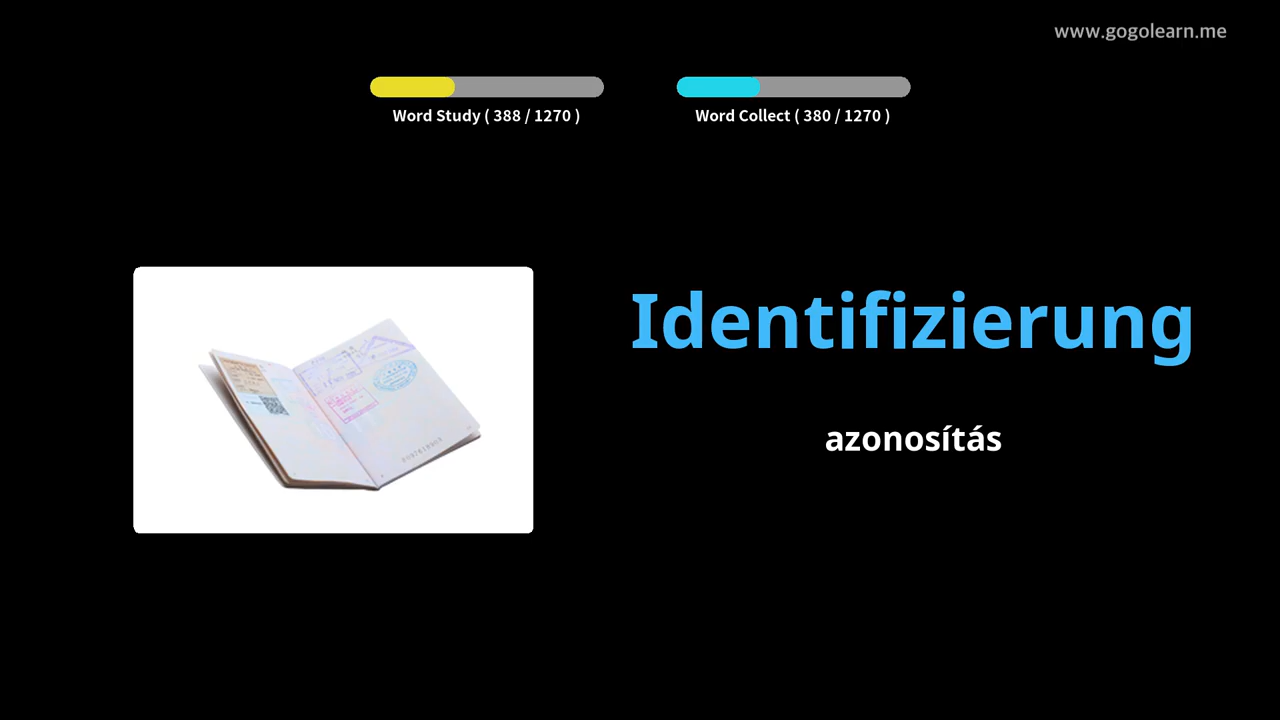 www.gogolearn.me
Word Study ( 388 / 1270 )
Word Collect ( 380 / 1270 )
Identifizierung
azonosítás